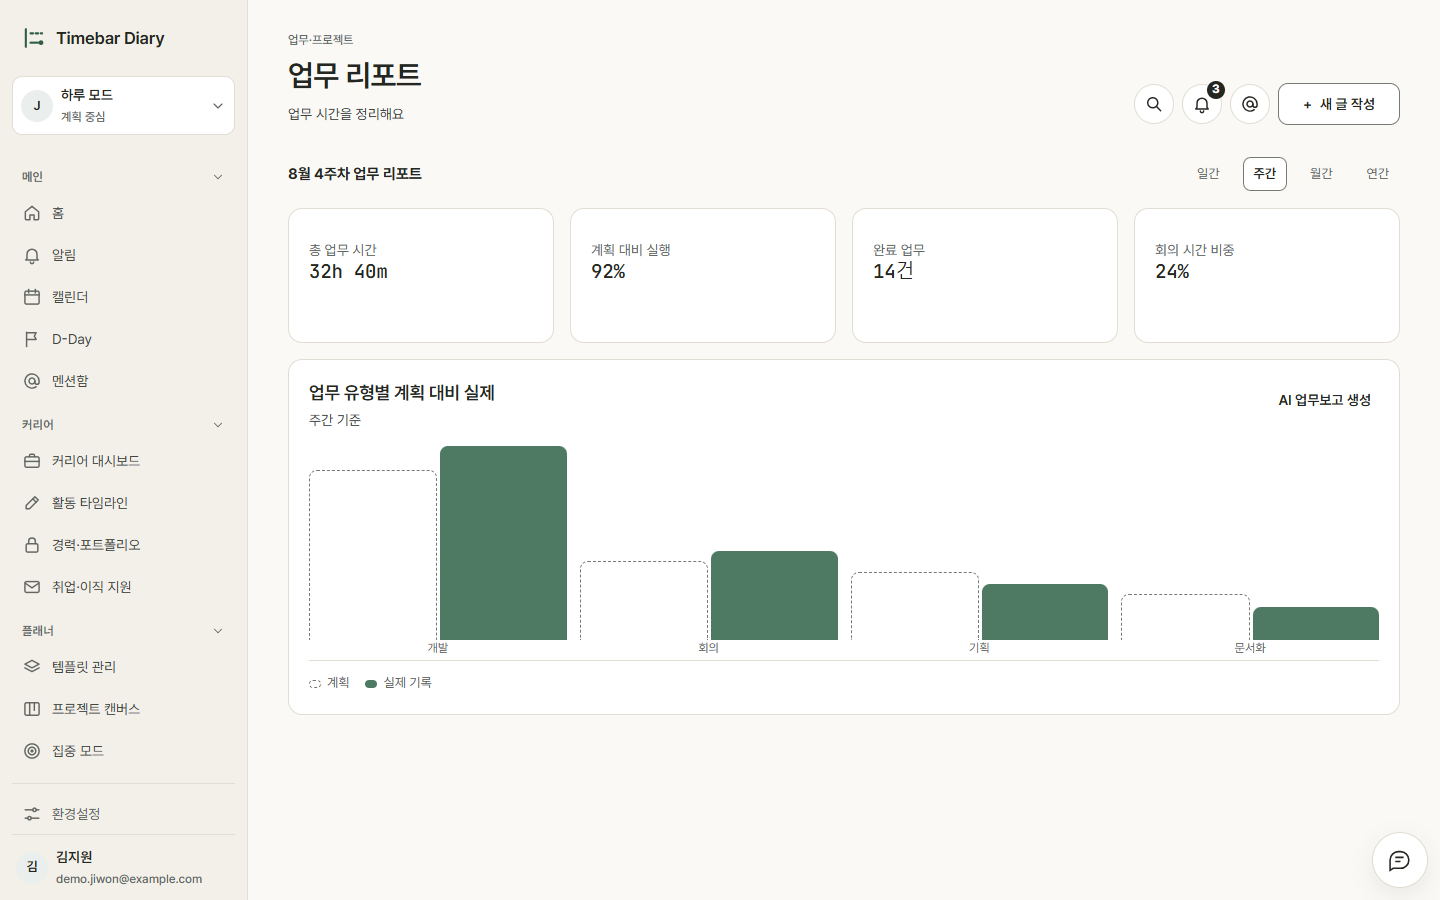 Timebar Diary
J
하루 모드
계획 중심
메인
홈
알림
캘린더
D-Day
멘션함
커리어
커리어 대시보드
활동 타임라인
경력·포트폴리오
취업·이직 지원
플래너
템플릿 관리
프로젝트 캔버스
집중 모드
환경설정
김
김지원
demo.jiwon@example.com
업무·프로젝트
업무 리포트
업무 시간을 정리해요
3
+ 새 글 작성
8월 4주차 업무 리포트
일간
주간
월간
연간
총 업무 시간
32h 40m
계획 대비 실행
92%
완료 업무
14건
회의 시간 비중
24%
업무 유형별 계획 대비 실제
주간 기준
AI 업무보고 생성
개발
회의
기획
문서화
계획
실제 기록